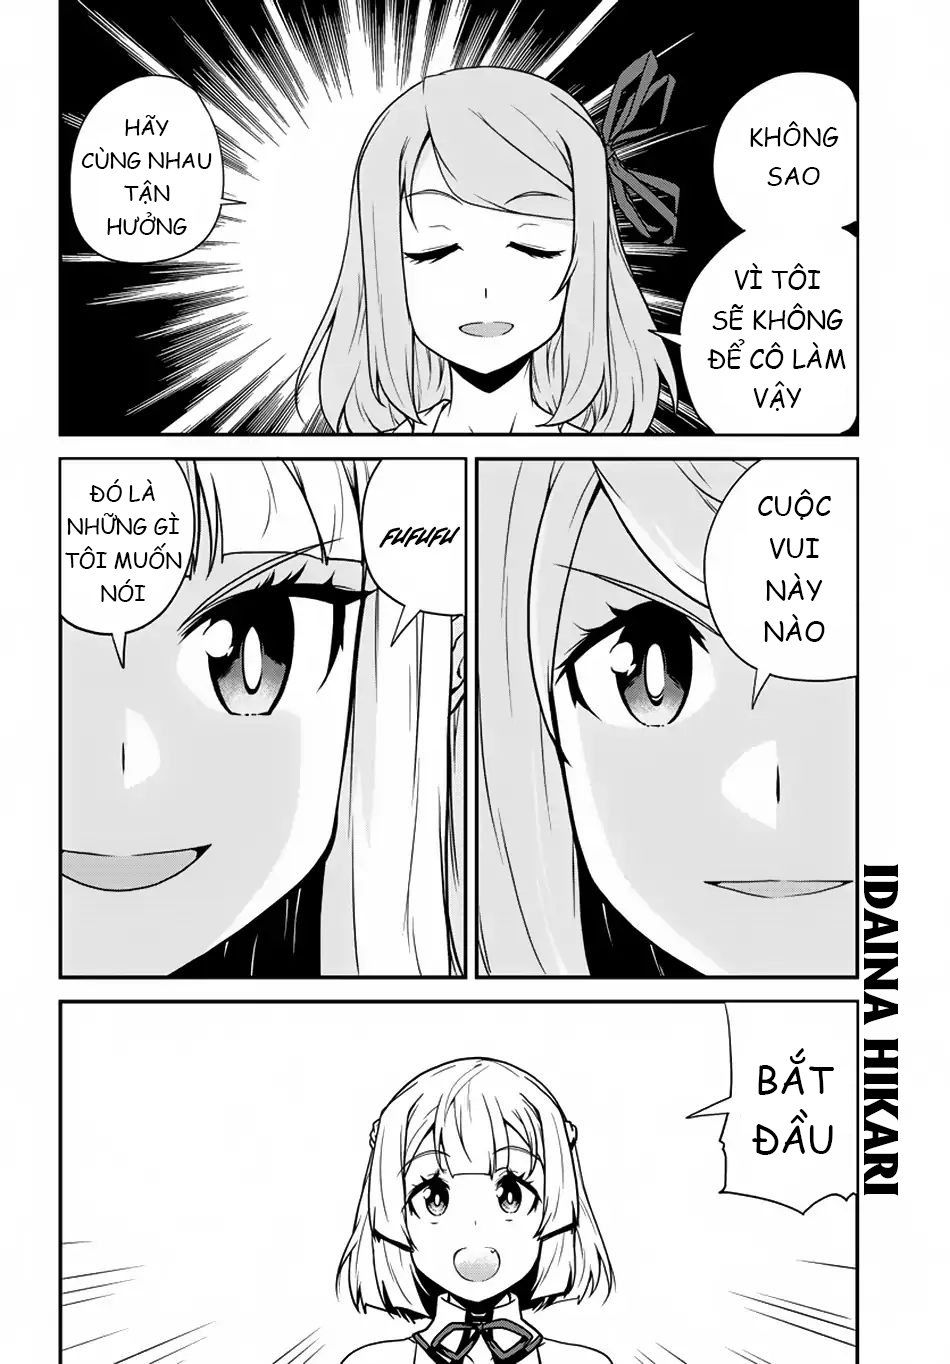 KHÔNG
SAO
VÌ TÔI
SẼ KHÔNG
ĐỂ CÔ LÀM
VẬY
HÃY
CÙNG NHAU
TẬN
HƯỞNG
CUỘC
VUI
NÀY
NÀO
FUFUFU
ĐÓ LÀ
NHỮNG GÌ
TÔI MUỐN
NÓI
BẮT
ĐẦU
IDAINA HIKARI